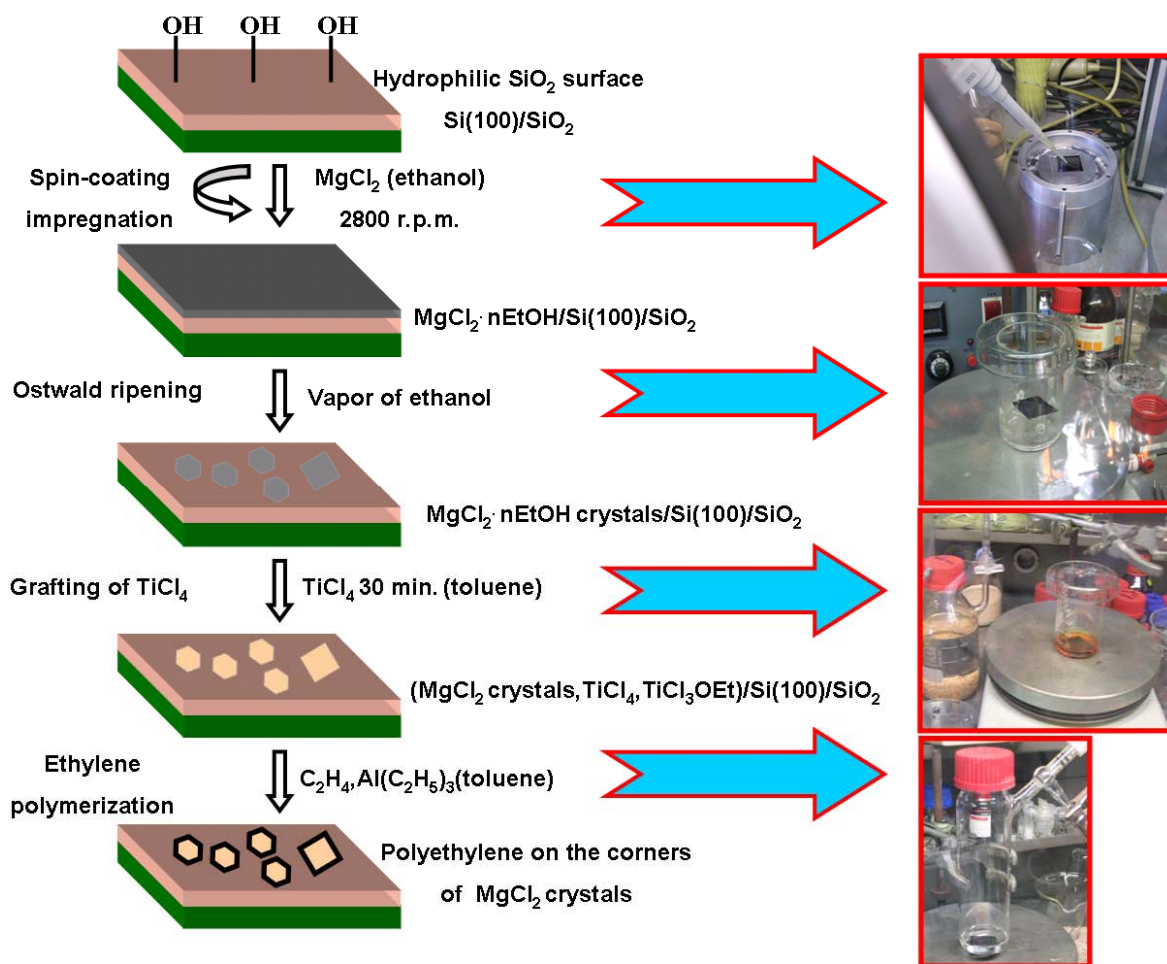 OH OH OH
Hydrophilic SiO₂ surface
Si(100)/SiO₂
Spin-coating
impregnation
MgCl₂ (ethanol)
2800 r.p.m.
MgCl₂· nEtOH/Si(100)/SiO₂
Ostwald ripening
Vapor of ethanol
MgCl₂· nEtOH crystals/Si(100)/SiO₂
Grafting of TiCl₄
TiCl₄ 30 min. (toluene)
(MgCl₂ crystals,TiCl₄,TiCl₃OEt)/Si(100)/SiO₂
Ethylene
polymerization
C₂H₄,Al(C₂H₅)₃(toluene)
Polyethylene on the corners
of MgCl₂ crystals
200